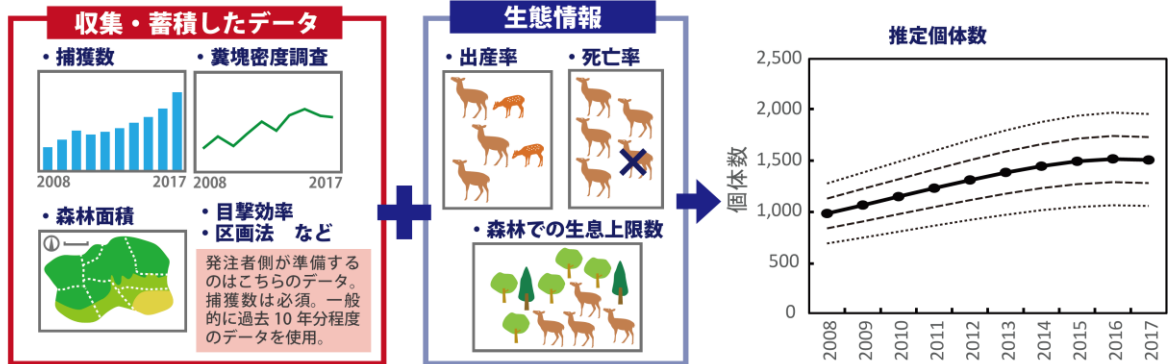 収集・蓄積したデータ
・捕獲数
2008
2017
・糞塊密度調査
2008
2017
・森林面積
・目撃効率
・区画法　など
発注者側が準備する
のはこちらのデータ。
捕獲数は必須。一般
的に過去 10 年分程度
のデータを使用。
生態情報
・出産率
・死亡率
・森林での生息上限数
推定個体数
個体数
2,500
2,000
1,500
1,000
500
0
2008
2009
2010
2011
2012
2013
2014
2015
2016
2017